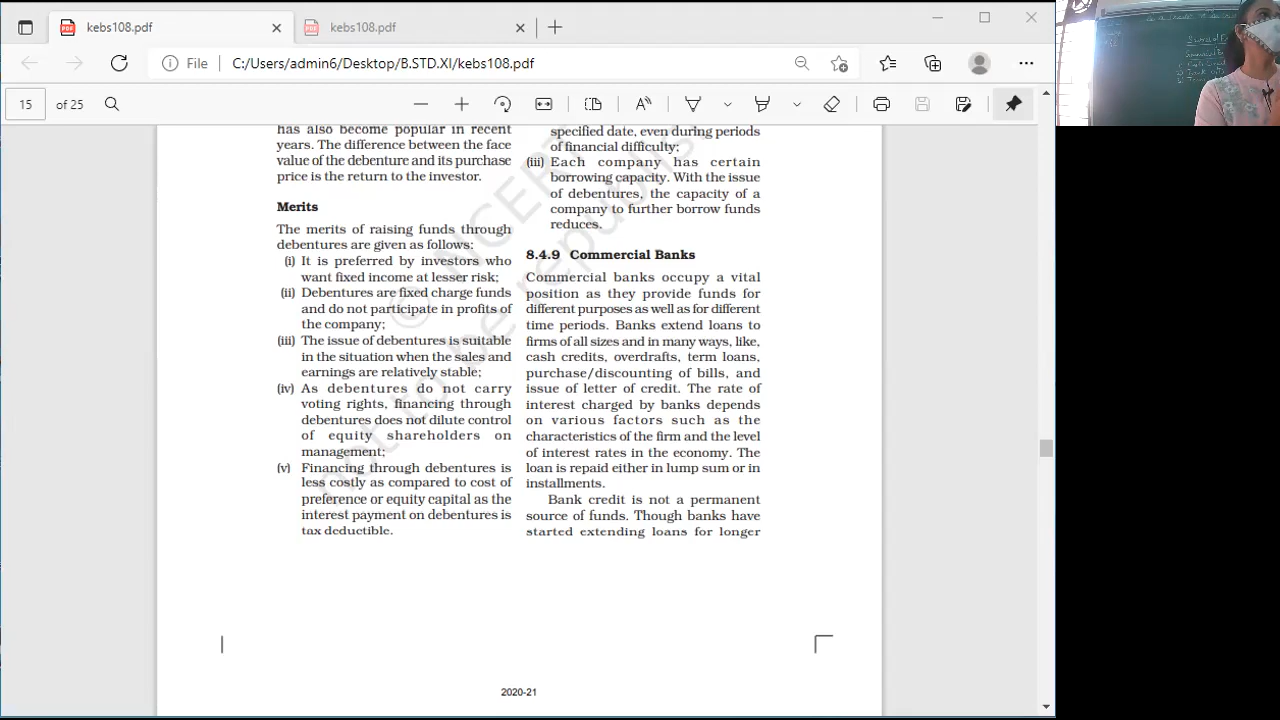 kebs108.pdf
kebs108.pdf
File
C:/Users/admin6/Desktop/B.STD.XI/kebs108.pdf
15
of 25
has also become popular in recent
years. The difference between the face
value of the debenture and its purchase
price is the return to the investor.
Merits
The merits of raising funds through
debentures are given as follows:
(i) It is preferred by investors who
want fixed income at lesser risk;
(ii) Debentures are fixed charge funds
and do not participate in profits of
the company;
(iii) The issue of debentures is suitable
in the situation when the sales and
earnings are relatively stable;
(iv) As debentures do not carry
voting rights, financing through
debentures does not dilute control
of equity shareholders on
management;
(v) Financing through debentures is
less costly as compared to cost of
preference or equity capital as the
interest payment on debentures is
tax deductible.
specified date, even during periods
of financial difficulty;
(iii) Each company has certain
borrowing capacity. With the issue
of debentures, the capacity of a
company to further borrow funds
reduces.
8.4.9 Commercial Banks
Commercial banks occupy a vital
position as they provide funds for
different purposes as well as for different
time periods. Banks extend loans to
firms of all sizes and in many ways, like,
cash credits, overdrafts, term loans,
purchase/discounting of bills, and
issue of letter of credit. The rate of
interest charged by banks depends
on various factors such as the
characteristics of the firm and the level
of interest rates in the economy. The
loan is repaid either in lump sum or in
installments.
Bank credit is not a permanent
source of funds. Though banks have
started extending loans for longer
© NCERT
not to be republis
2020-21